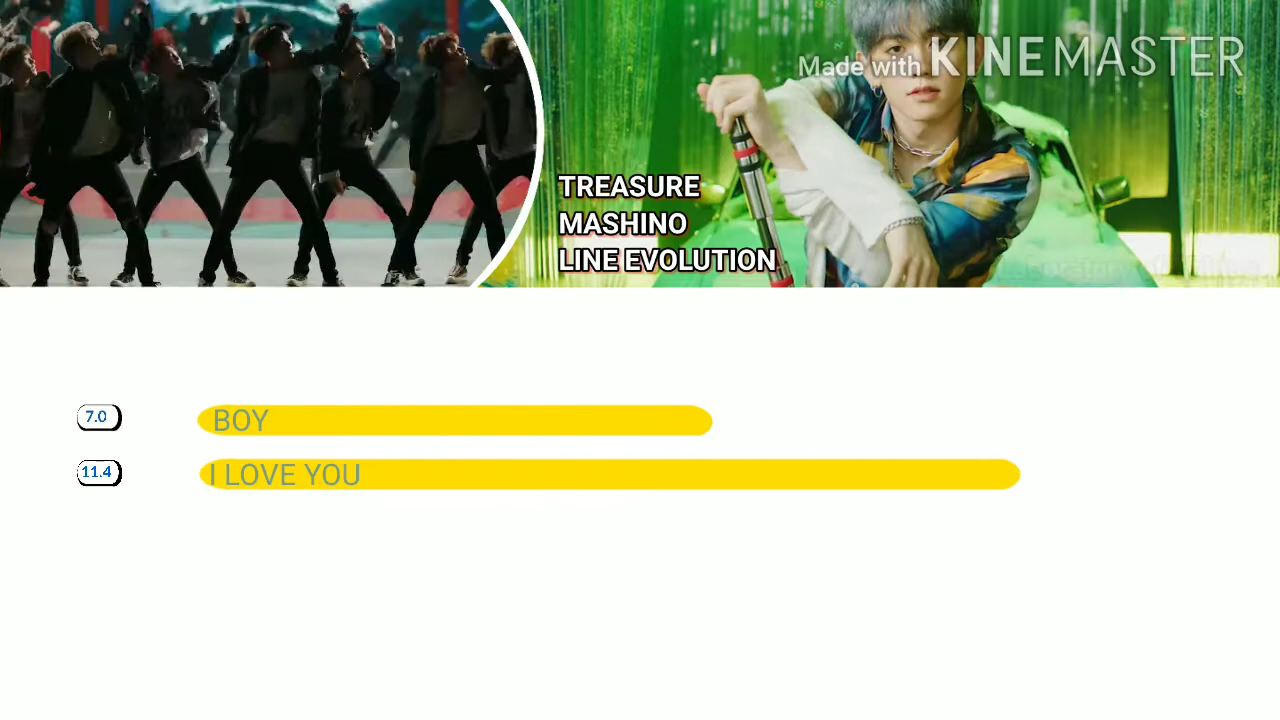 Made with KINEMASTER
TREASURE
MASHINO
LINE EVOLUTION
7.0 BOY
11.4 I LOVE YOU